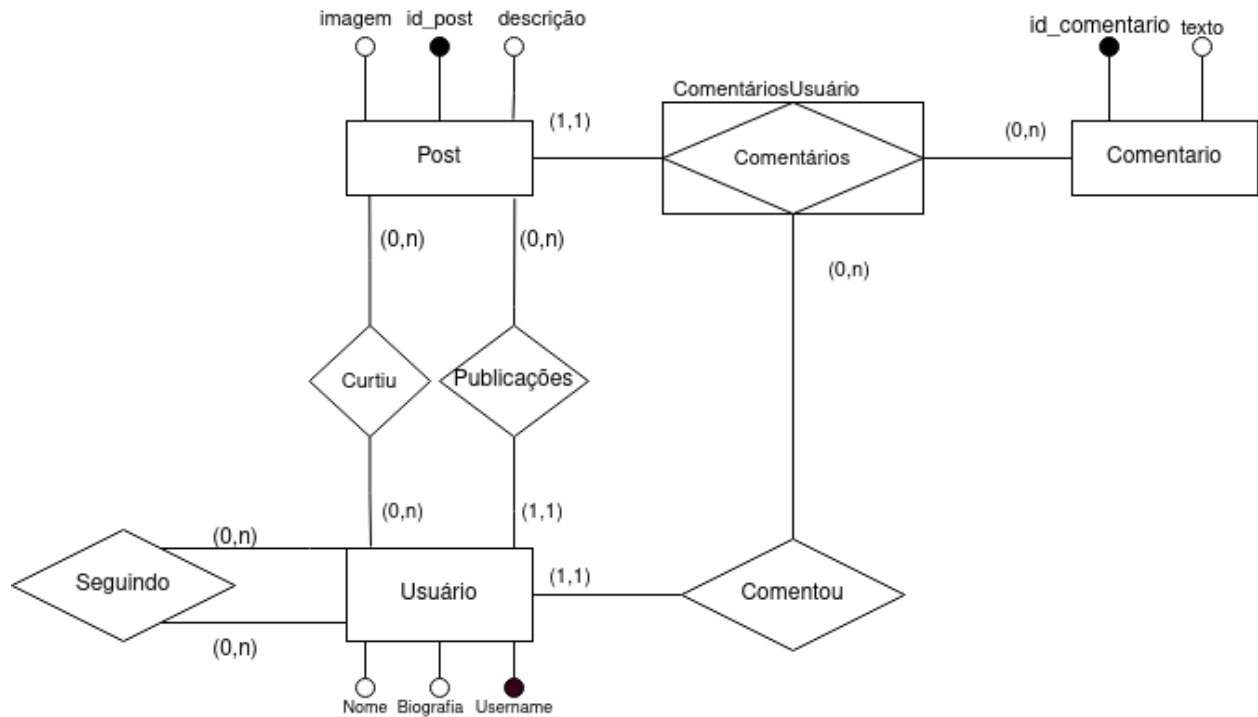 imagem id_post descrição
id_comentario texto
ComentáriosUsuário
(1,1)
(0,n)
Post
Comentários
Comentario
(0,n)
(0,n)
(0,n)
Curtiu
Publicações
(0,n)
(1,1)
(0,n)
Seguindo
Usuário
(1,1)
Comentou
(0,n)
Nome Biografia Username